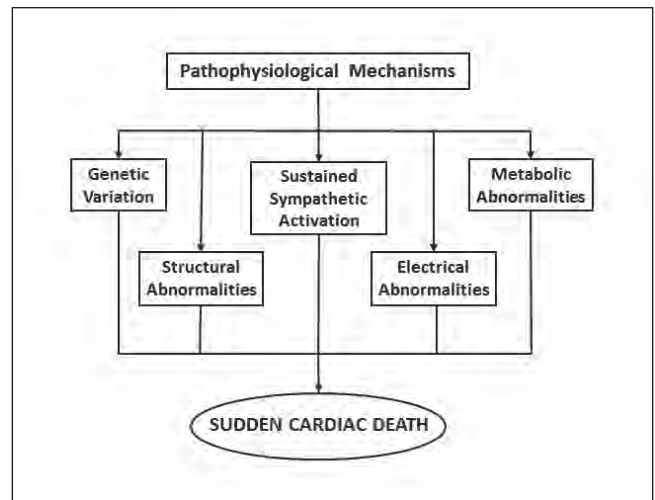 Pathophysiological Mechanisms
Genetic
Variation
Sustained
Sympathetic
Activation
Metabolic
Abnormalities
Structural
Abnormalities
Electrical
Abnormalities
SUDDEN CARDIAC DEATH